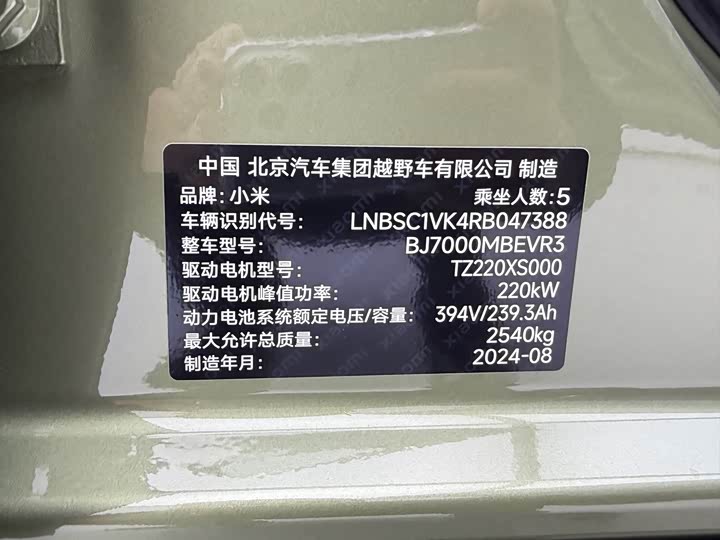 中国 北京汽车集团越野车有限公司 制造
品牌：小米 乘坐人数：5
车辆识别代号： LNBSC1VK4RB047388
整车型号： BJ7000MBEVR3
驱动电机型号： TZ220XS000
驱动电机峰值功率： 220kW
动力电池系统额定电压/容量： 394V/239.3Ah
最大允许总质量： 2540kg
制造年月： 2024-08